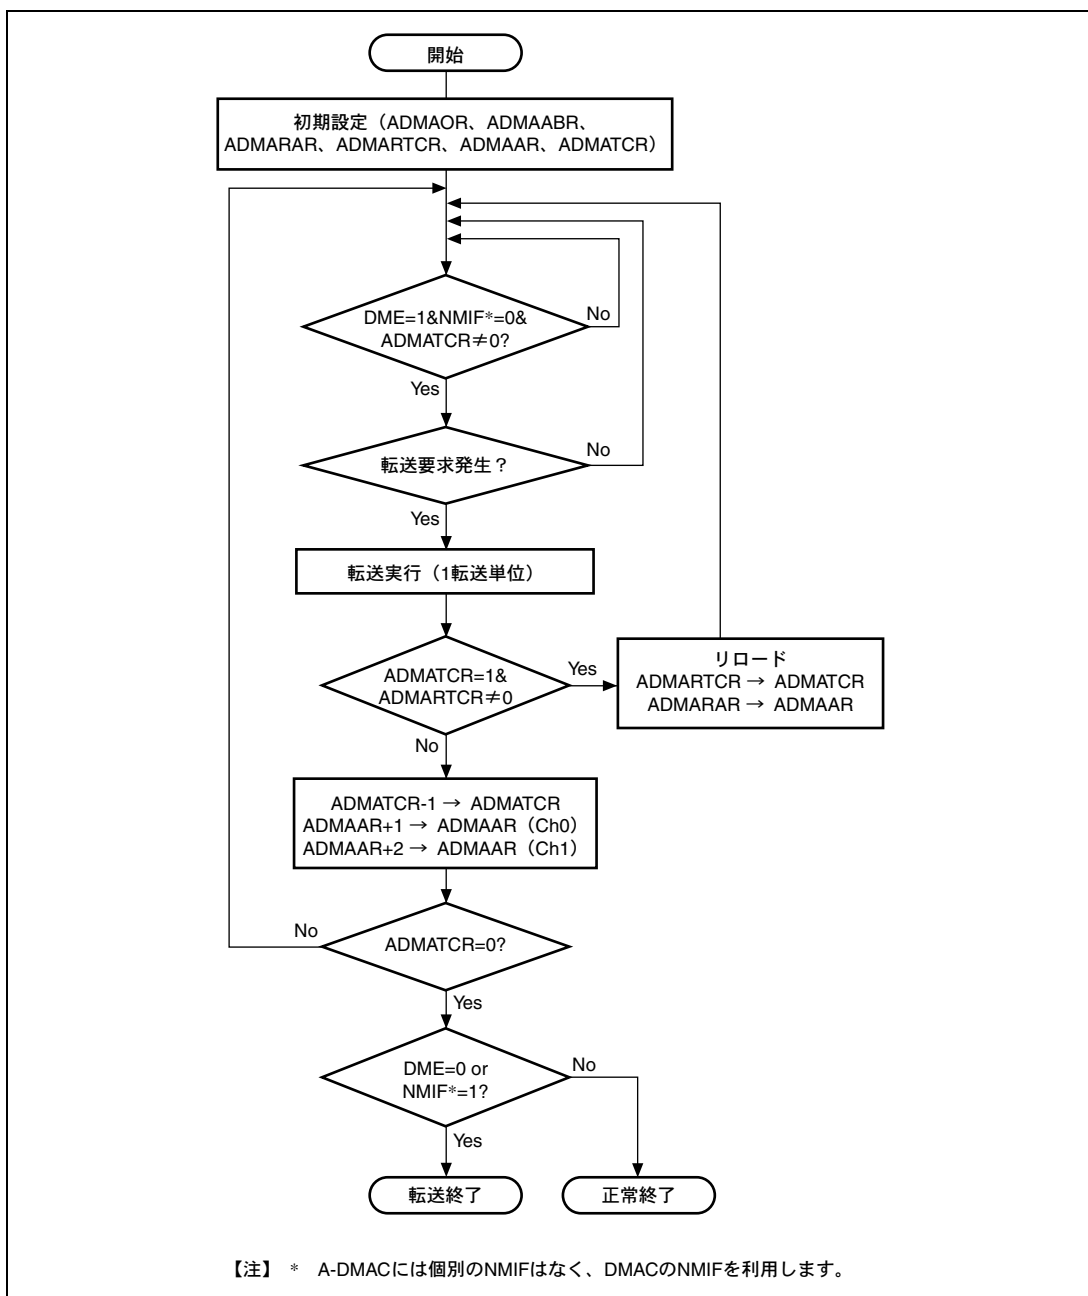 開始
初期設定（ADMAOR、ADMAABR、
ADMARAR、ADMARTCR、ADMAAR、ADMATCR）
DME=1&NMIF*=0&
ADMATCR≠0?
No
Yes
転送要求発生？
No
Yes
転送実行（1転送単位）
ADMATCR=1&
ADMARTCR≠0
Yes
リロード
ADMARTCR → ADMATCR
ADMARAR → ADMAAR
No
ADMATCR-1 → ADMATCR
ADMAAR+1 → ADMAAR（Ch0）
ADMAAR+2 → ADMAAR（Ch1）
ADMATCR=0?
No
Yes
DME=0 or
NMIF*=1?
No
Yes
転送終了
正常終了
【注】 * A-DMACには個別のNMIFはなく、DMACのNMIFを利用します。